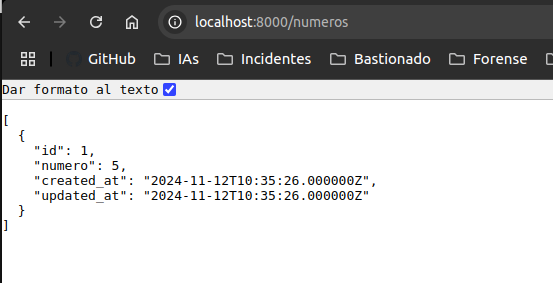 localhost:8000/numeros
GitHub IAs Incidentes Bastionado Forense
Dar formato al texto
[
  {
    "id": 1,
    "numero": 5,
    "created_at": "2024-11-12T10:35:26.000000Z",
    "updated_at": "2024-11-12T10:35:26.000000Z"
  }
]